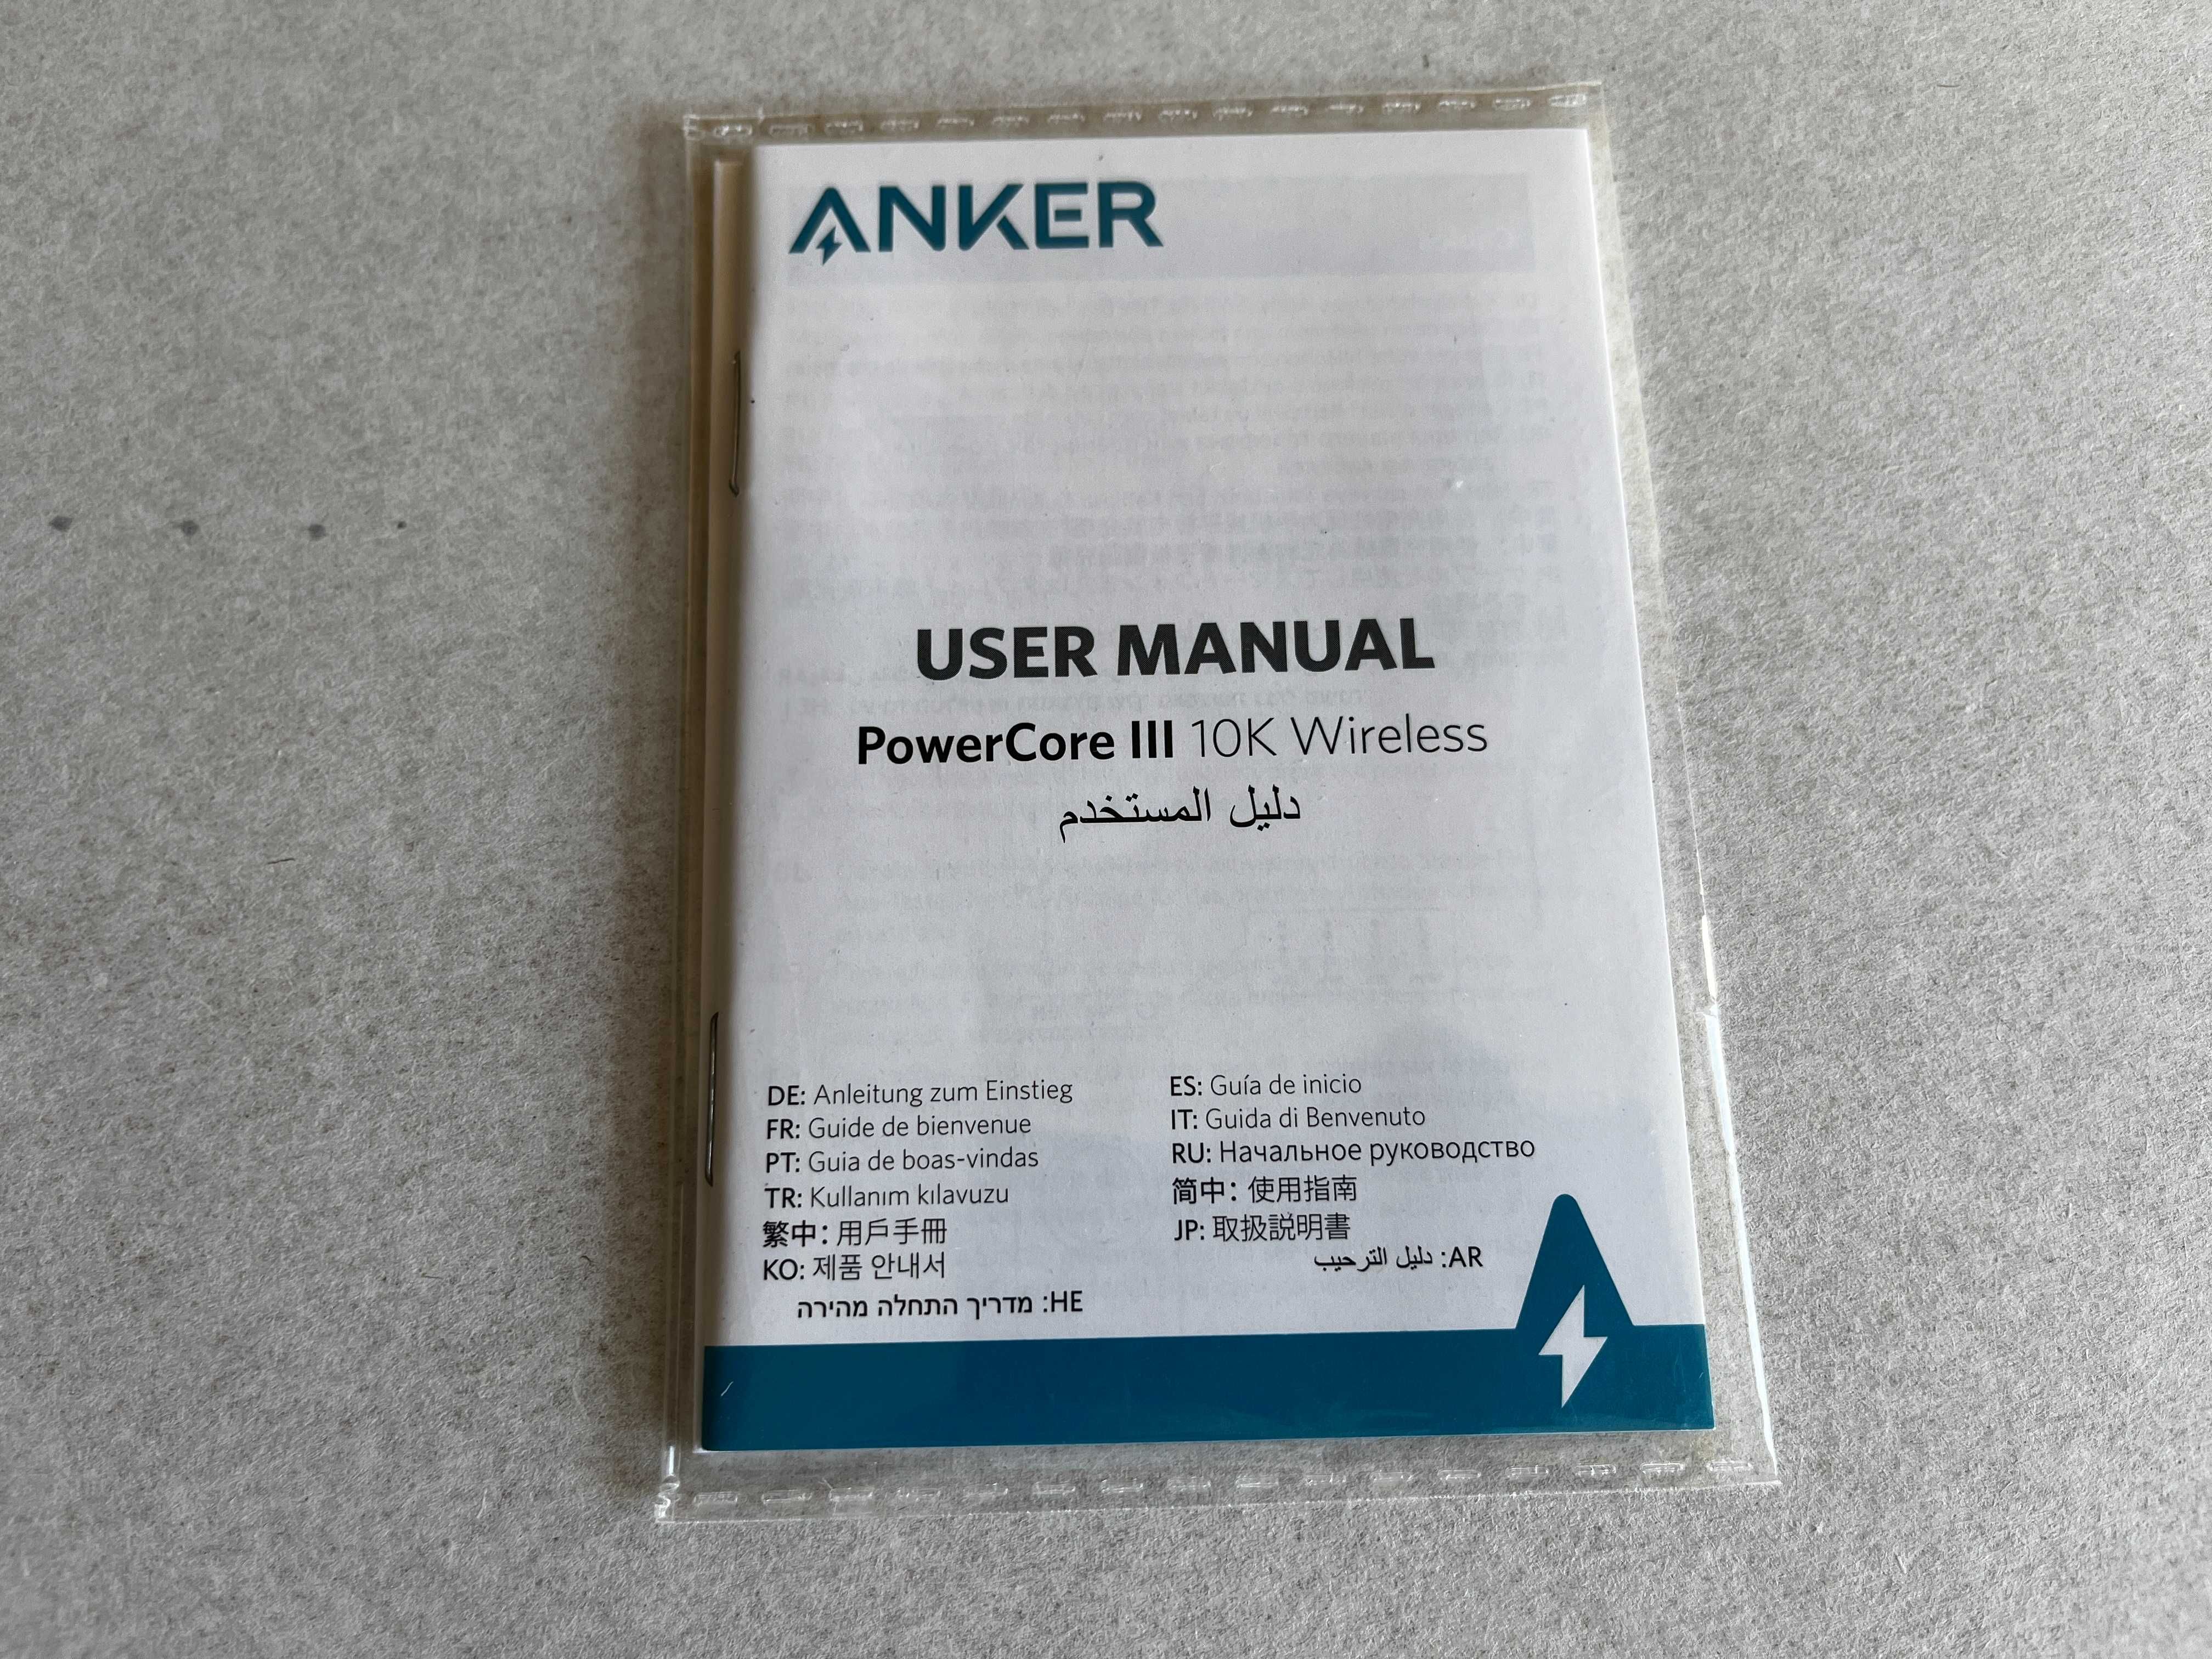 ANKER
USER MANUAL
PowerCore III 10K Wireless
دليل المستخدم
DE: Anleitung zum Einstieg
FR: Guide de bienvenue
PT: Guia de boas-vindas
TR: Kullanım kılavuzu
繁中: 用戶手冊
KO: 제품 안내서
HE: מדריך התחלה מהירה
ES: Guía de inicio
IT: Guida di Benvenuto
RU: Начальное руководство
简中: 使用指南
JP: 取扱説明書
AR: دليل الترحيب